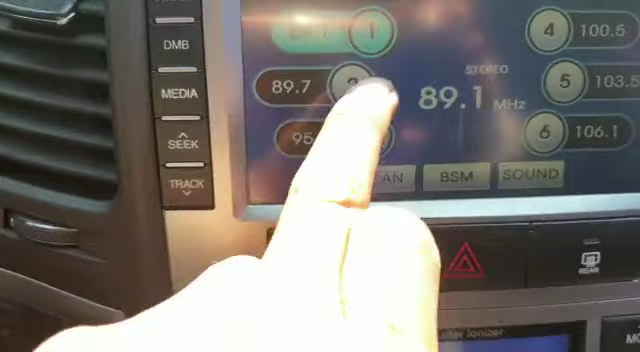 DMB
MEDIA
SEEK
TRACK
1
89.7
95
STEREO
89.1 MHz
4 100.5
5 103.5
6 106.1
BSM
SOUND
REAR